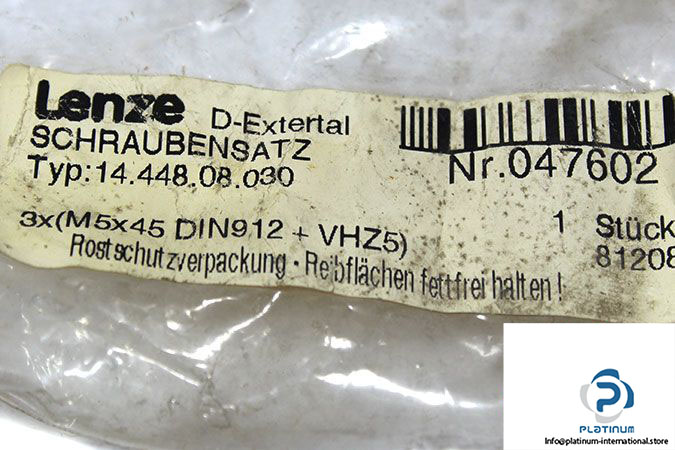 Lenze D-Extertal
SCHRAUBENSATZ
Typ:14.448.08.030
Nr.047602
3x(M5x45 DIN912 + VHZ5)
1 Stück
81208
Rostschutzverpackung · Reibflächen fettfrei halten!
PLATINUM
Info@platinum-international.store